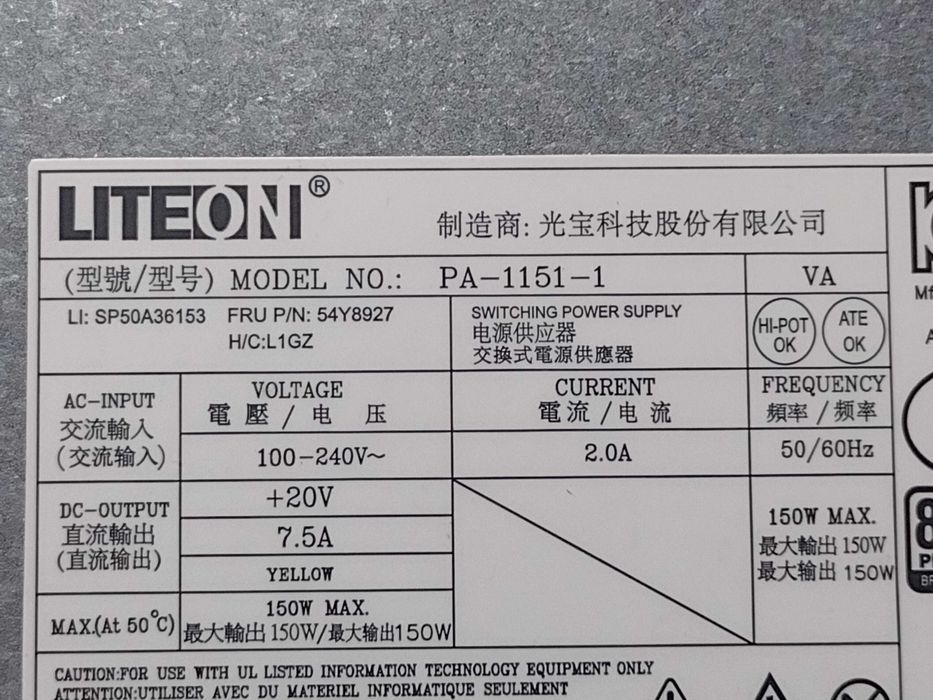 LITEON®
制造商: 光宝科技股份有限公司
(型號/型号) MODEL NO.: PA-1151-1 VA
LI: SP50A36153 FRU P/N: 54Y8927
H/C:L1GZ
SWITCHING POWER SUPPLY
电源供应器
交換式電源供應器
HI-POT OK
ATE OK
AC-INPUT
交流輸入
(交流输入)
VOLTAGE
電壓/电 压
100-240V~
CURRENT
電流/电 流
2.0A
FREQUENCY
頻率/频率
50/60Hz
DC-OUTPUT
直流輸出
(直流输出)
+20V
7.5A
YELLOW
150W MAX.
最大輸出 150W
最大输出 150W
MAX.(At 50°C)
150W MAX.
最大輸出 150W/最大输出150W
CAUTION:FOR USE WITH UL LISTED INFORMATION TECHNOLOGY EQUIPMENT ONLY
ATTENTION:UTILISER AVEC DU MATERIEL INFORMATIQUE SEULEMENT